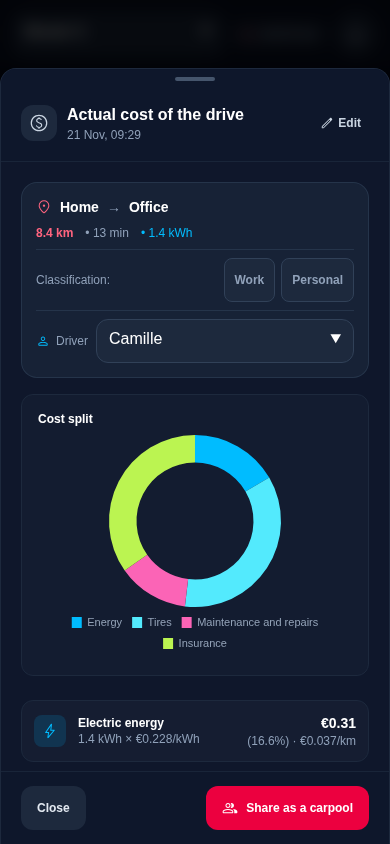 Actual cost of the drive
21 Nov, 09:29
Edit
Home → Office
8.4 km • 13 min • 1.4 kWh
Classification:
Work
Personal
Driver
Camille
Cost split
Energy Tires Maintenance and repairs
Insurance
Electric energy
€0.31
1.4 kWh × €0.228/kWh
(16.6%) · €0.037/km
Close
Share as a carpool